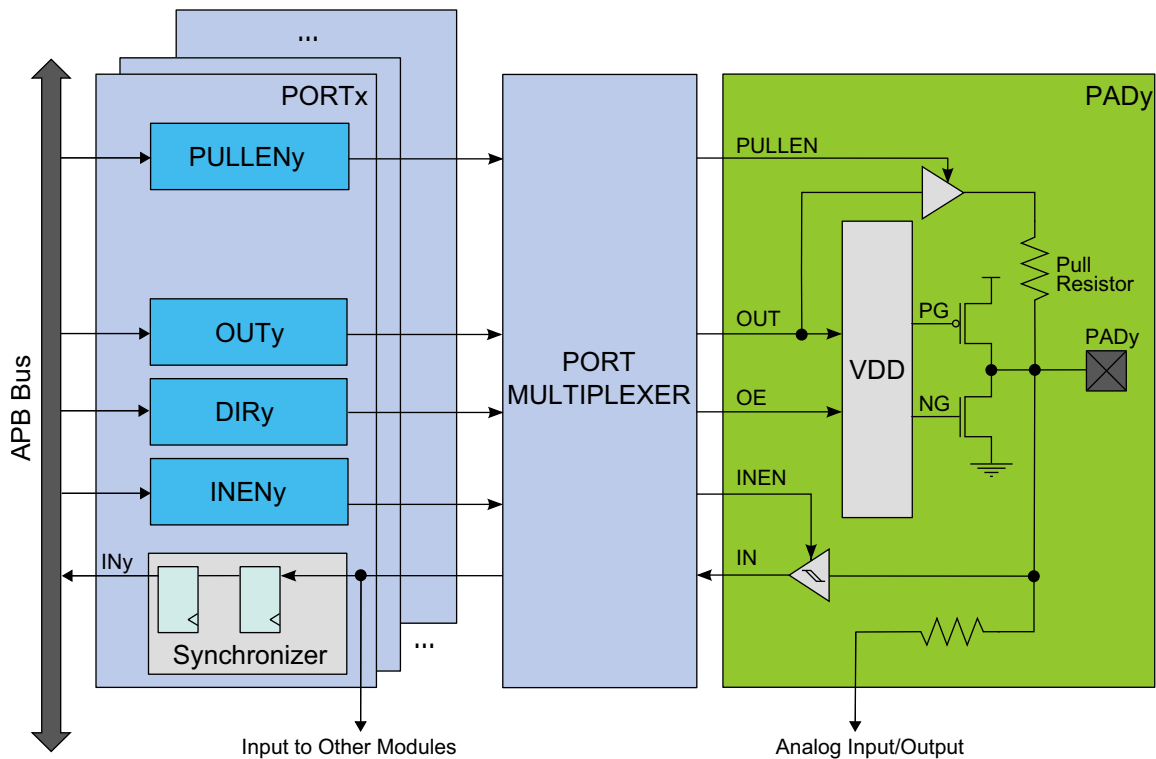 ...
PORTx
PADy
PULLENy
PULLEN
Pull
Resistor
OUTy
OUT
PG
PADy
PORT
MULTIPLEXER
VDD
APB Bus
DIRy
OE
NG
INENy
INEN
INy
IN
Synchronizer
...
Input to Other Modules
Analog Input/Output